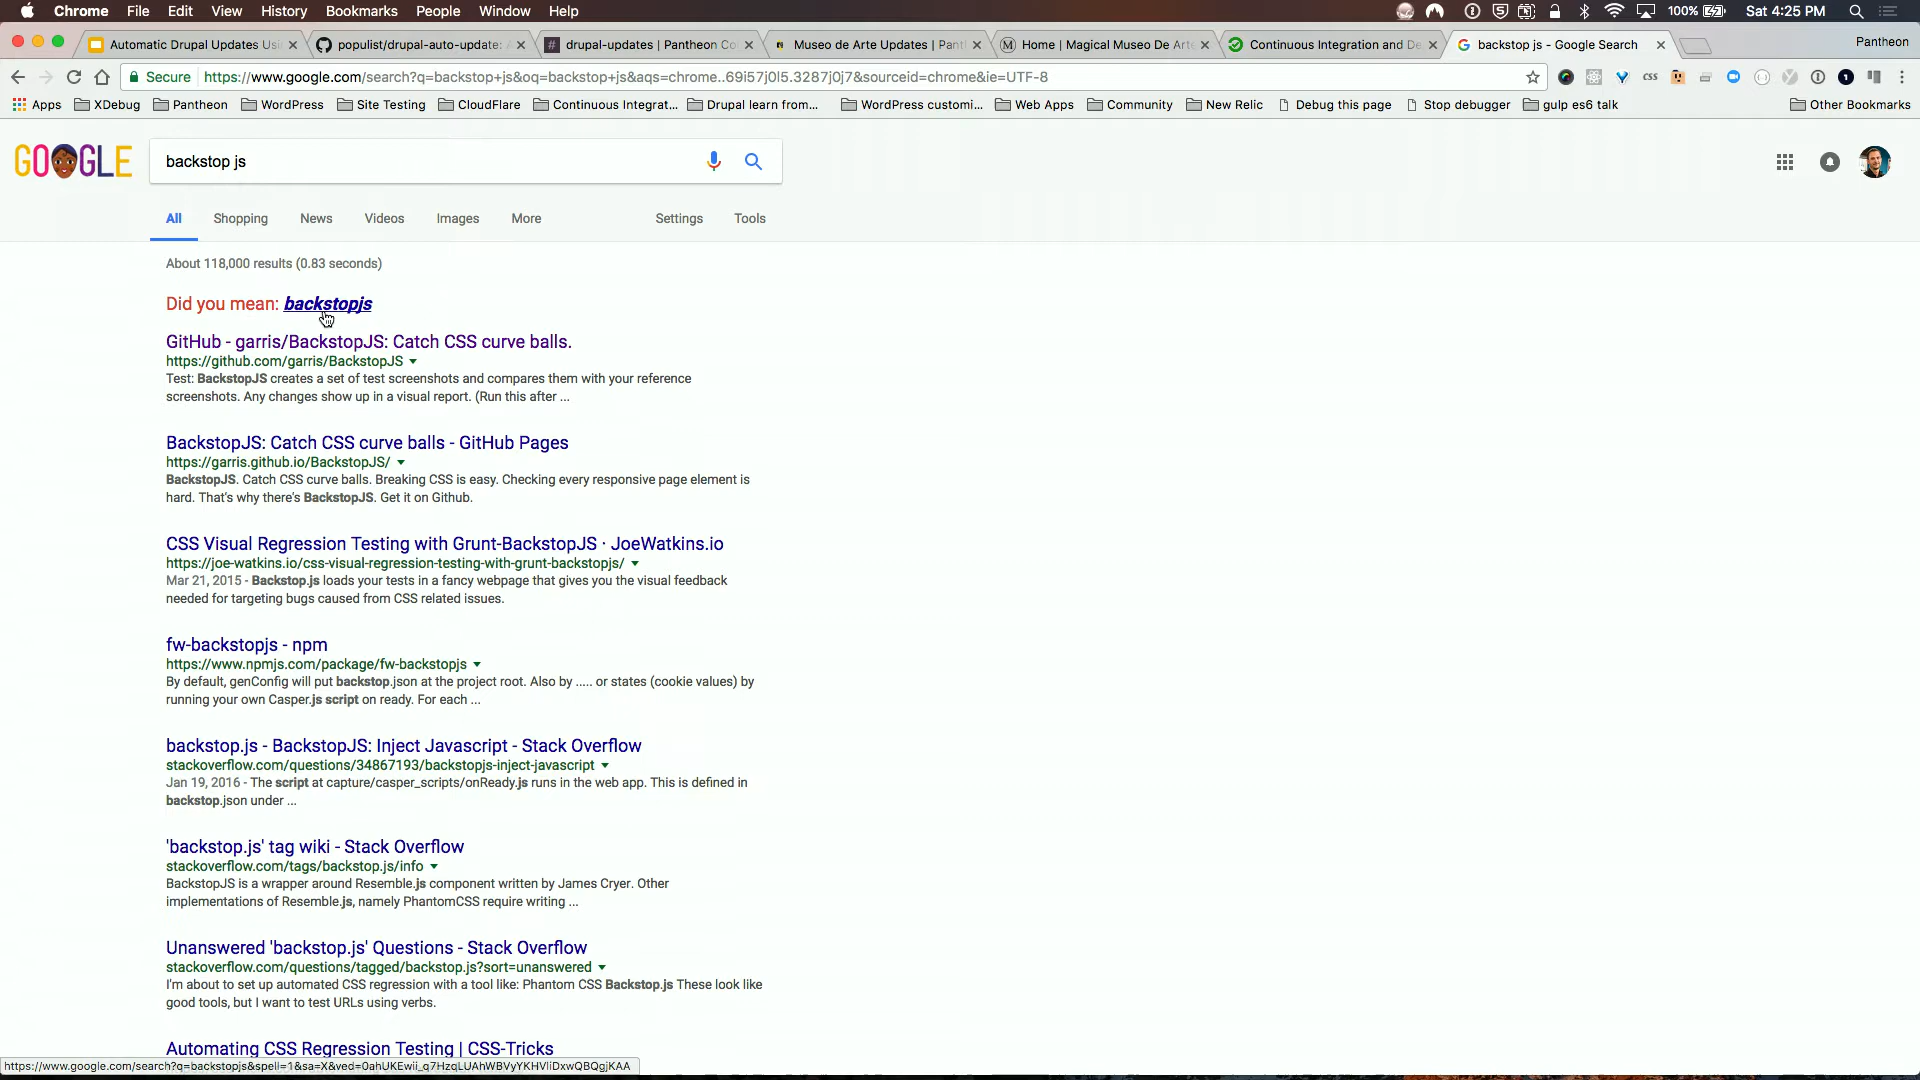 Chrome File Edit View History Bookmarks People Window Help 100% Sat 4:25 PM
Automatic Drupal Updates Usi populist/drupal-auto-update: drupal-updates | Pantheon Co Museo de Arte Updates | Pant Home | Magical Museo De Arte Continuous Integration and De backstop js - Google Search Pantheon
Secure https://www.google.com/search?q=backstop+js&oq=backstop+js&aqs=chrome..69i57j0l5.3287j0j7&sourceid=chrome&ie=UTF-8
Apps XDebug Pantheon WordPress Site Testing CloudFlare Continuous Integrat... Drupal learn from... WordPress customi... Web Apps Community New Relic Debug this page Stop debugger gulp es6 talk Other Bookmarks
GOOGLE backstop js
All Shopping News Videos Images More Settings Tools
About 118,000 results (0.83 seconds)
Did you mean: backstopjs
GitHub - garris/BackstopJS: Catch CSS curve balls.
https://github.com/garris/BackstopJS
Test: BackstopJS creates a set of test screenshots and compares them with your reference
screenshots. Any changes show up in a visual report. (Run this after ...
BackstopJS: Catch CSS curve balls - GitHub Pages
https://garris.github.io/BackstopJS/
BackstopJS. Catch CSS curve balls. Breaking CSS is easy. Checking every responsive page element is
hard. That's why there's BackstopJS. Get it on Github.
CSS Visual Regression Testing with Grunt-BackstopJS · JoeWatkins.io
https://joe-watkins.io/css-visual-regression-testing-with-grunt-backstopjs/
Mar 21, 2015 - Backstop.js loads your tests in a fancy webpage that gives you the visual feedback
needed for targeting bugs caused from CSS related issues.
fw-backstopjs - npm
https://www.npmjs.com/package/fw-backstopjs
By default, genConfig will put backstop.json at the project root. Also by ..... or states (cookie values) by
running your own Casper.js script on ready. For each ...
backstop.js - BackstopJS: Inject Javascript - Stack Overflow
stackoverflow.com/questions/34867193/backstopjs-inject-javascript
Jan 19, 2016 - The script at capture/casper_scripts/onReady.js runs in the web app. This is defined in
backstop.json under ...
'backstop.js' tag wiki - Stack Overflow
stackoverflow.com/tags/backstop.js/info
BackstopJS is a wrapper around Resemble.js component written by James Cryer. Other
implementations of Resemble.js, namely PhantomCSS require writing ...
Unanswered 'backstop.js' Questions - Stack Overflow
stackoverflow.com/questions/tagged/backstop.js?sort=unanswered
I'm about to set up automated CSS regression with a tool like: Phantom CSS Backstop.js These look like
good tools, but I want to test URLs using verbs.
Automating CSS Regression Testing | CSS-Tricks